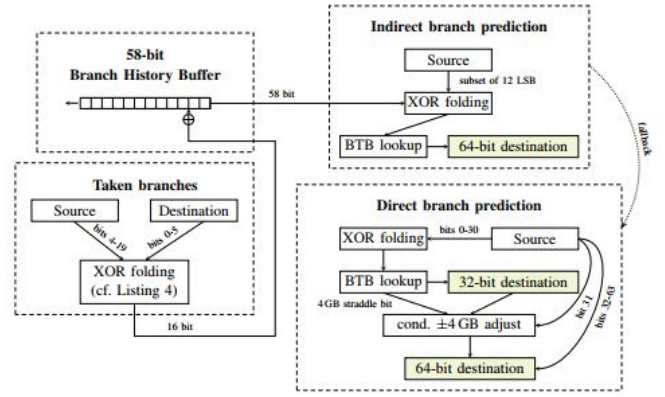 58-bit
Branch History Buffer
58 bit
Taken branches
Source
Destination
bits 4-19
bits 0-5
XOR folding
(cf. Listing 4)
16 bit
Indirect branch prediction
Source
subset of 12 LSB
XOR folding
BTB lookup
64-bit destination
fallback
Direct branch prediction
XOR folding
bits 0-30
Source
BTB lookup
32-bit destination
4 GB straddle bit
bit 31
bits 32-63
cond. ±4 GB adjust
64-bit destination